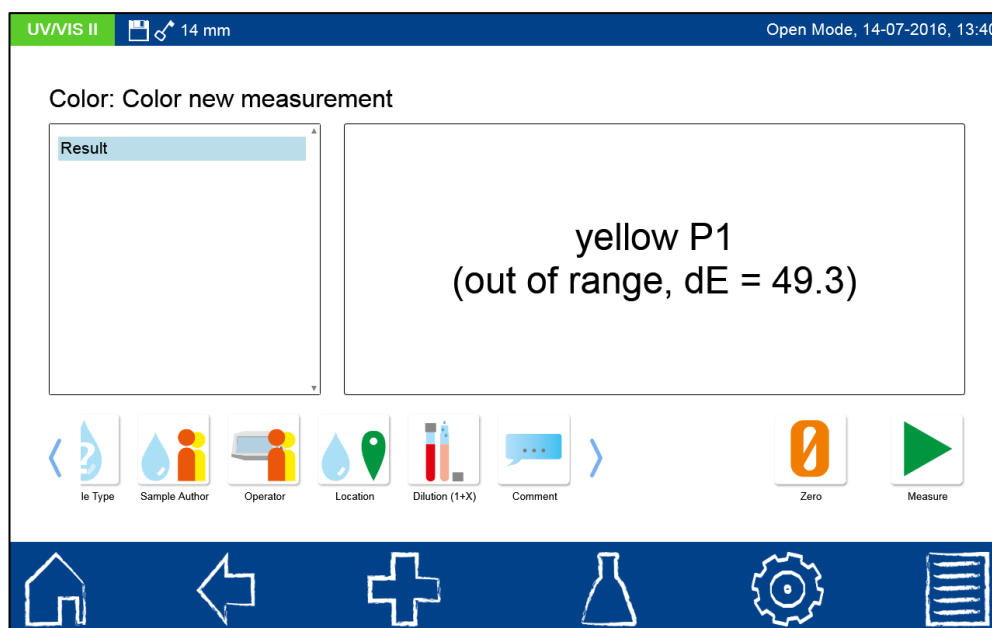 UV/VIS II 14 mm Open Mode, 14-07-2016, 13:40
Color: Color new measurement
Result
yellow P1
(out of range, dE = 49.3)
le Type Sample Author Operator Location Dilution (1+X) Comment Zero Measure